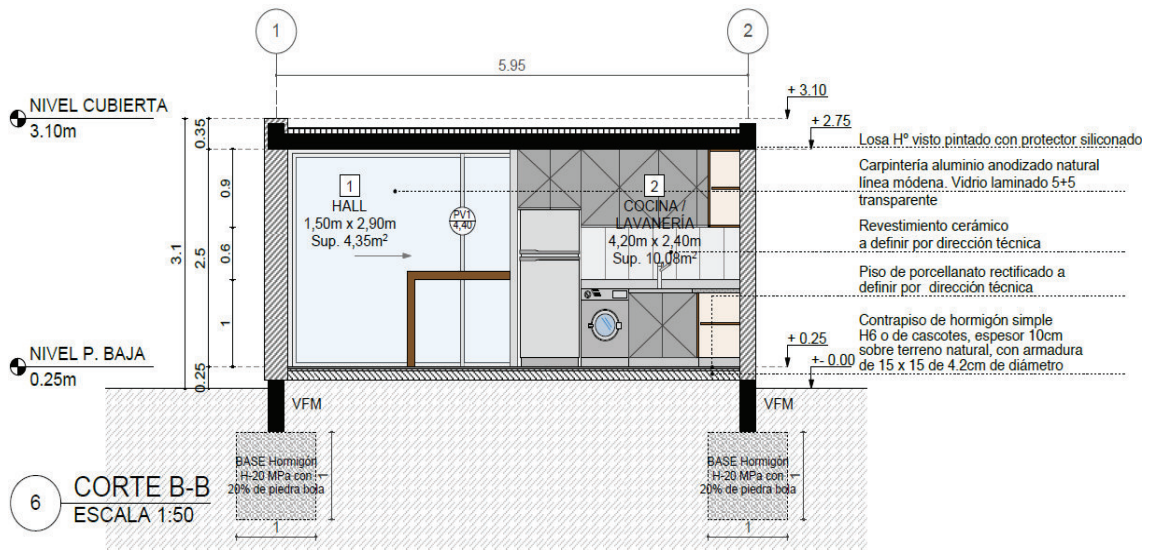 1
2
5.95
NIVEL CUBIERTA
3.10m
+ 3.10
+ 2.75
0.35
3.1
2.5
0.9
0.6
1
0.25
Losa Hº visto pintado con protector siliconado
Carpintería aluminio anodizado natural
línea módena. Vidrio laminado 5+5
transparente
Revestimiento cerámico
a definir por dirección técnica
Piso de porcellanato rectificado a
definir por dirección técnica
Contrapiso de hormigón simple
H6 o de cascotes, espesor 10cm
sobre terreno natural, con armadura
de 15 x 15 de 4.2cm de diámetro
1
HALL
1,50m x 2,90m
Sup. 4,35m²
PV1
4,40
2
COCINA /
LAVANERÍA
4,20m x 2,40m
Sup. 10,08m²
NIVEL P. BAJA
0.25m
+ 0.25
+- 0.00
VFM
VFM
BASE Hormigón
H-20 MPa con
20% de piedra bola
1
1
BASE Hormigón
H-20 MPa con
20% de piedra bola
1
1
6
CORTE B-B
ESCALA 1:50